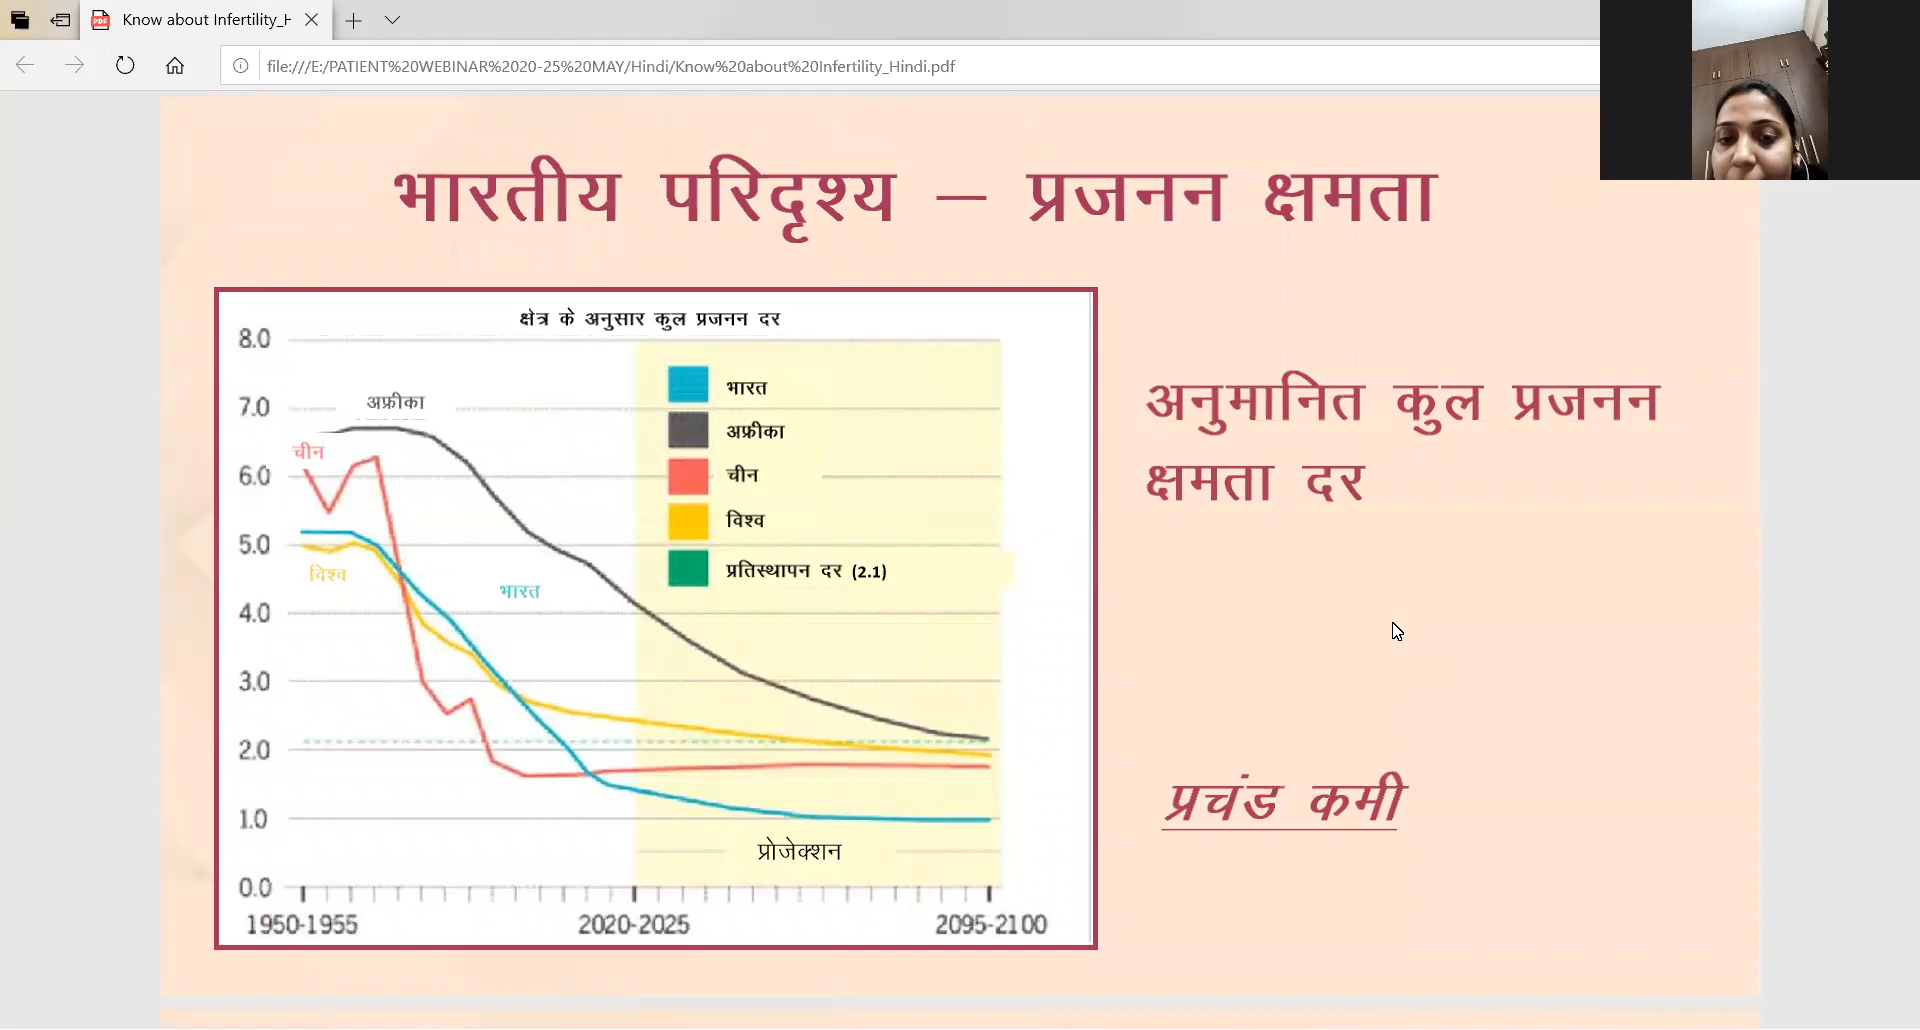 Know about Infertility_H
file:///E:/PATIENT%20WEBINAR%2020-25%20MAY/Hindi/Know%20about%20Infertility_Hindi.pdf
भारतीय परिदृश्य – प्रजनन क्षमता
क्षेत्र के अनुसार कुल प्रजनन दर
8.0
7.0
6.0
5.0
4.0
3.0
2.0
1.0
0.0
अफ्रीका
चीन
विश्व
भारत
भारत
अफ्रीका
चीन
विश्व
प्रतिस्थापन दर (2.1)
प्रोजेक्शन
1950-1955 2020-2025 2095-2100
अनुमानित कुल प्रजनन
क्षमता दर
प्रचंड कमी